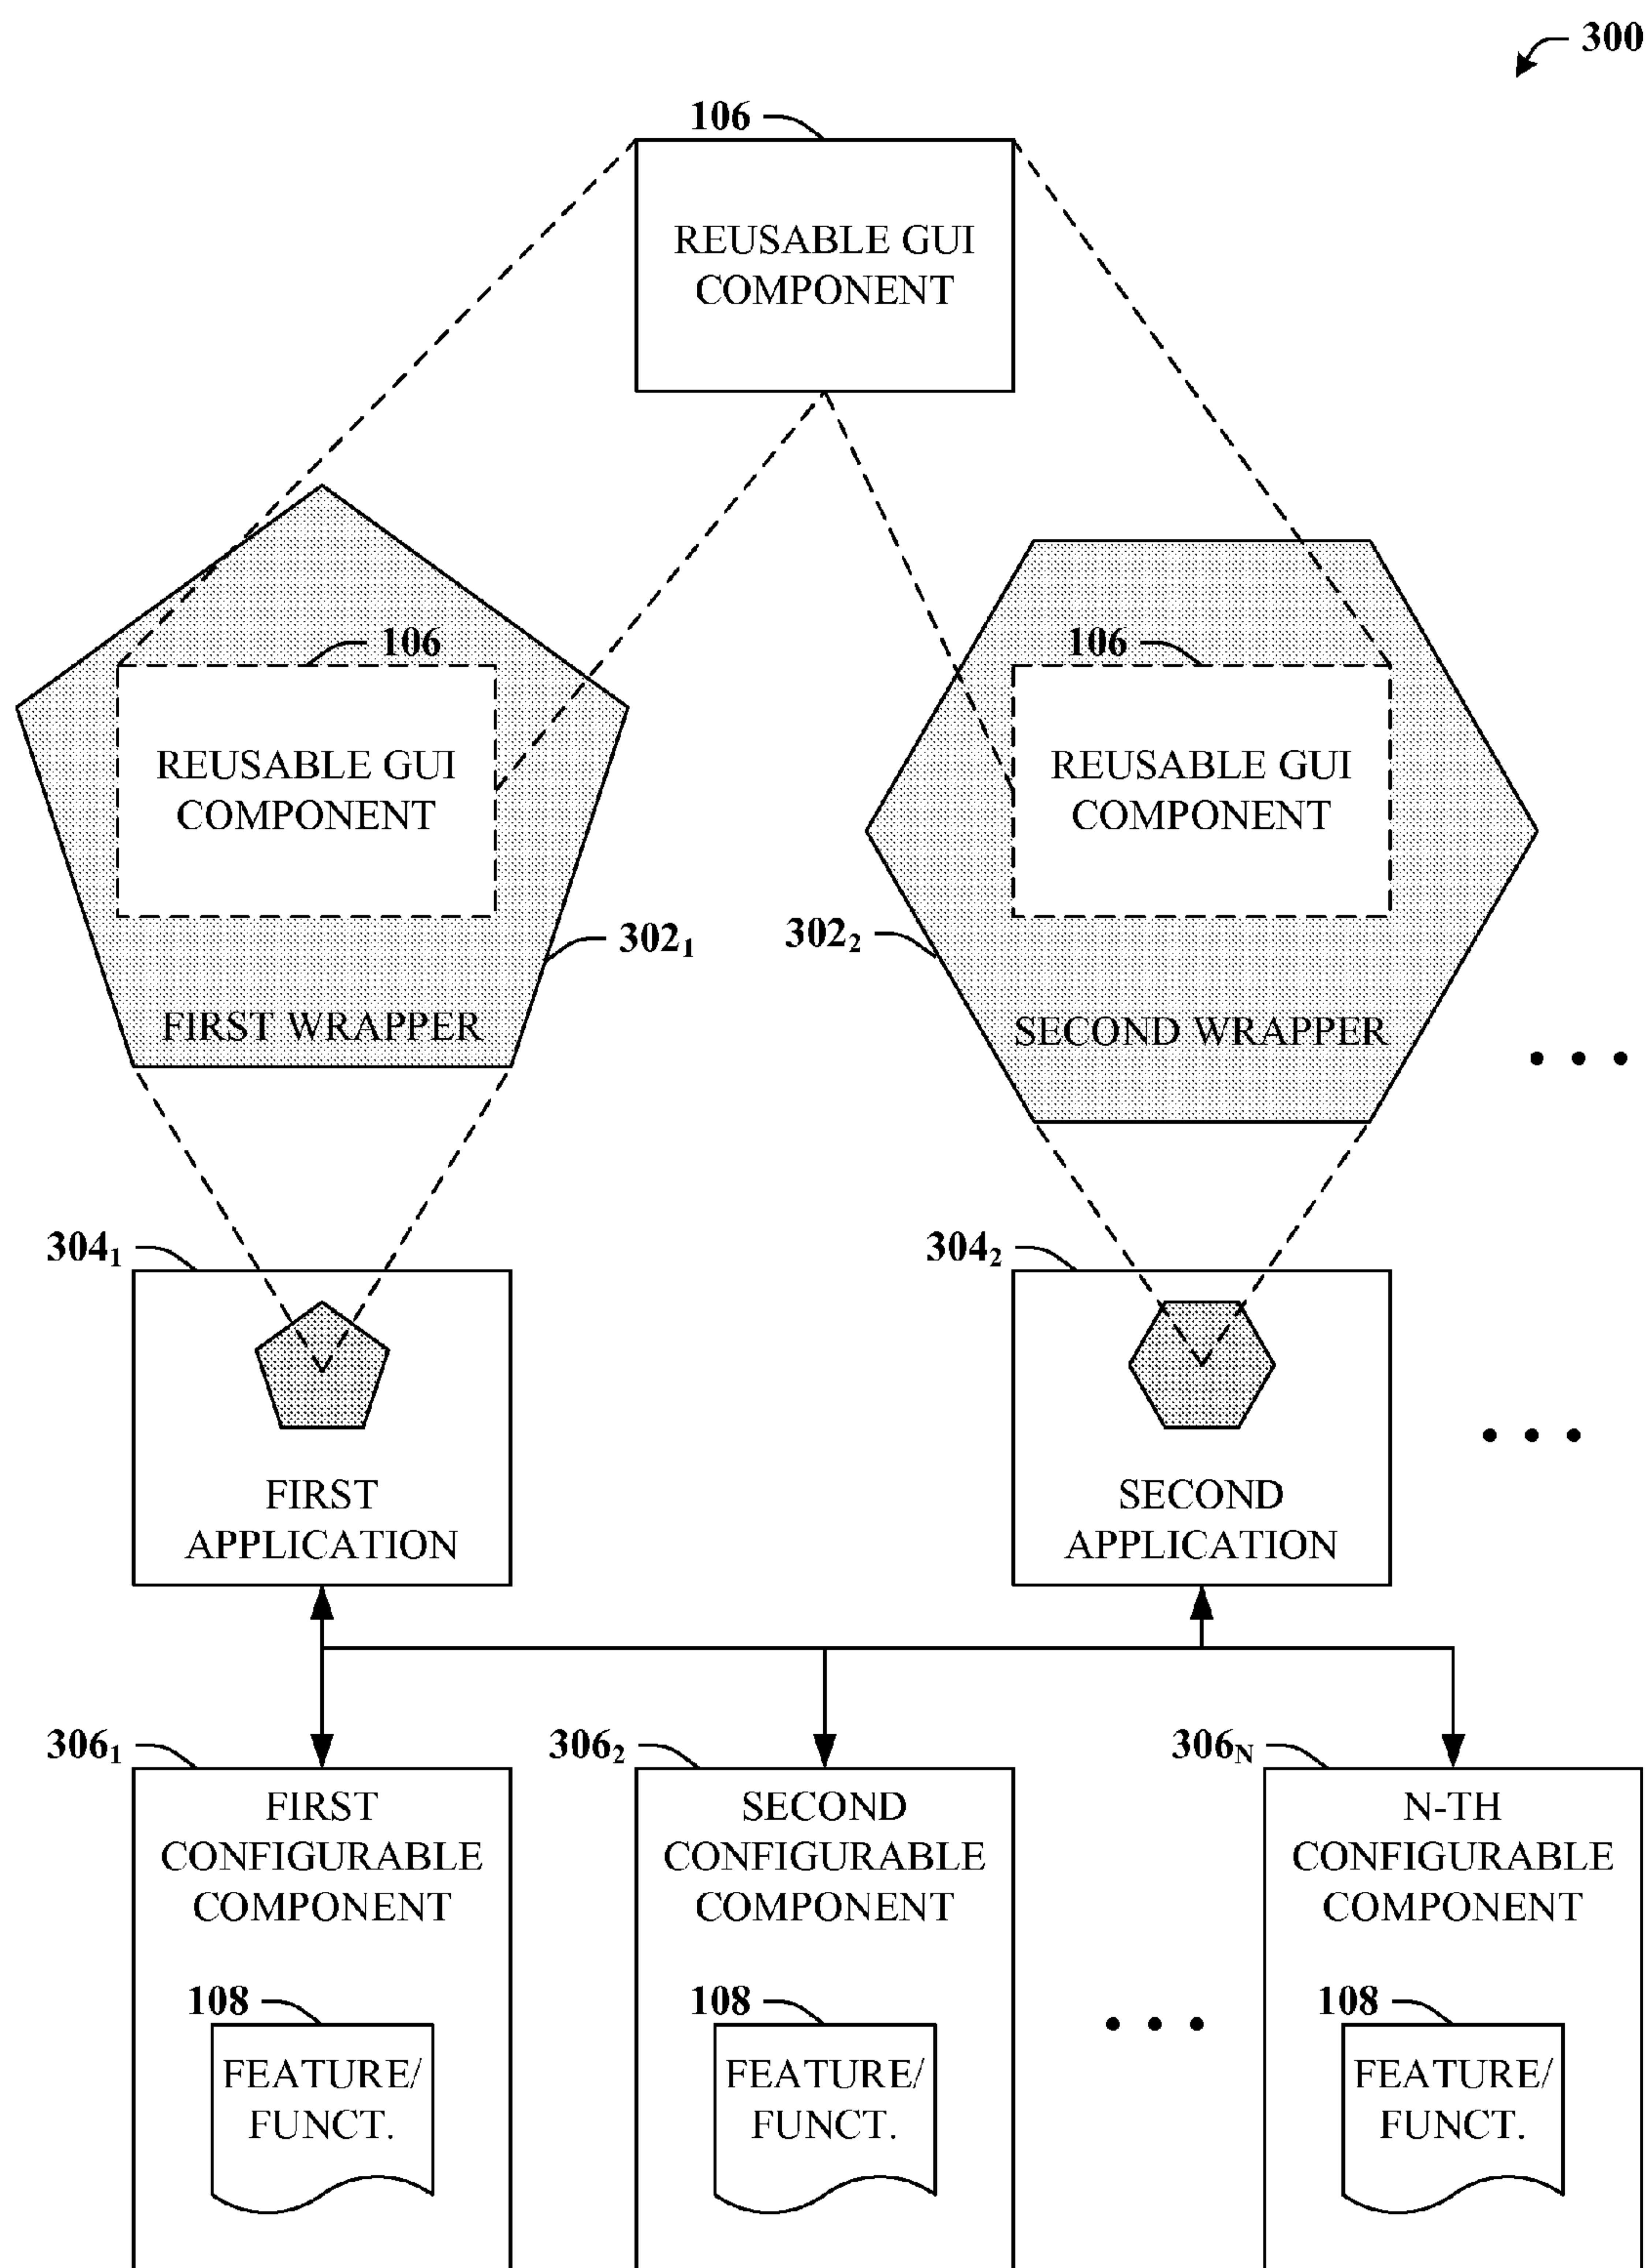 300
106
REUSABLE GUI
COMPONENT
106
REUSABLE GUI
COMPONENT
106
REUSABLE GUI
COMPONENT
302₁
302₂
FIRST WRAPPER
SECOND WRAPPER
304₁
FIRST
APPLICATION
304₂
SECOND
APPLICATION
306₁
FIRST
CONFIGURABLE
COMPONENT
108
FEATURE/
FUNCT.
306₂
SECOND
CONFIGURABLE
COMPONENT
108
FEATURE/
FUNCT.
306N
N-TH
CONFIGURABLE
COMPONENT
108
FEATURE/
FUNCT.